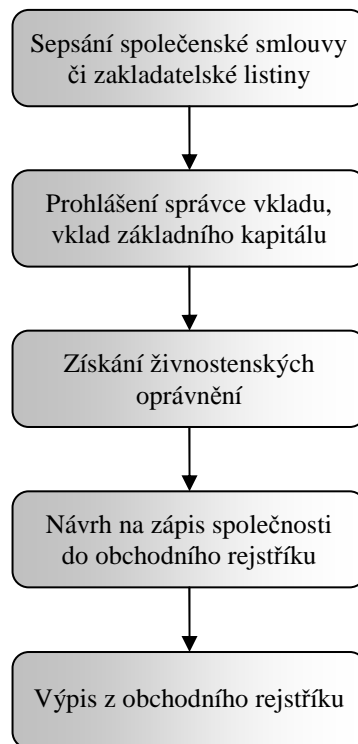 Sepsání společenské smlouvy
či zakladatelské listiny
Prohlášení správce vkladu,
vklad základního kapitálu
Získání živnostenských
oprávnění
Návrh na zápis společnosti
do obchodního rejstříku
Výpis z obchodního rejstříku